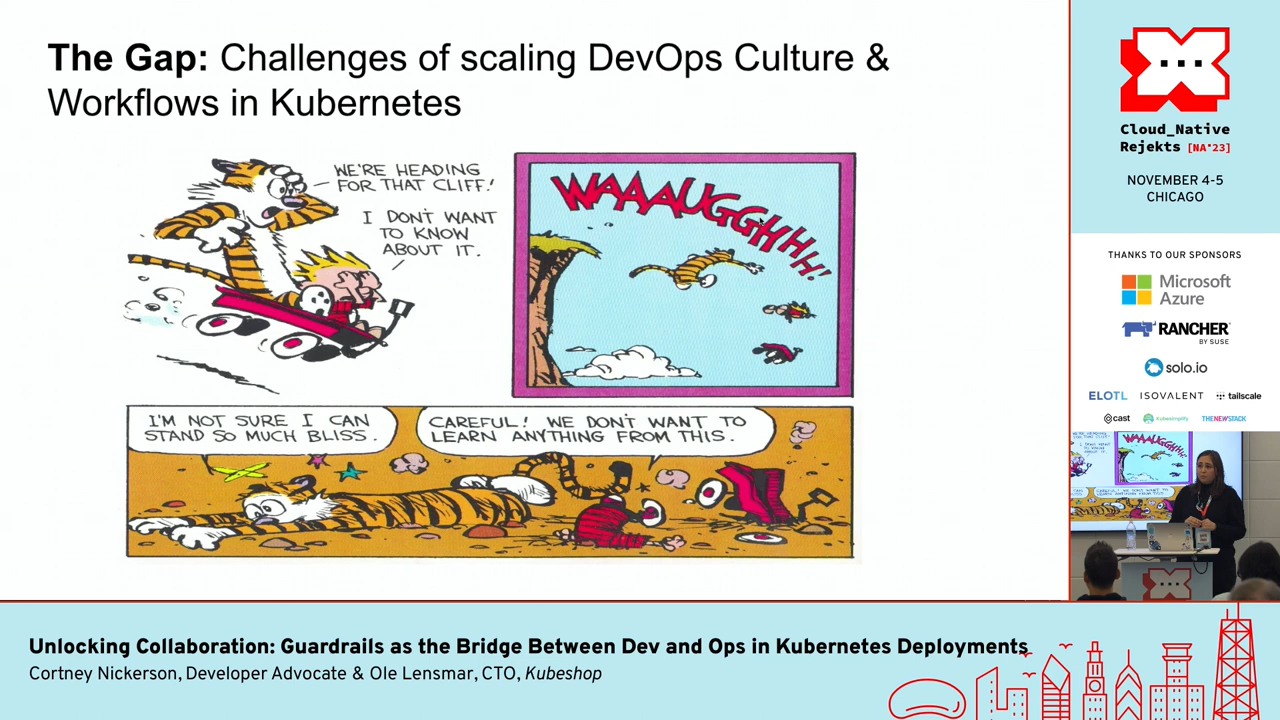 The Gap: Challenges of scaling DevOps Culture &
Workflows in Kubernetes
WE'RE HEADING
FOR THAT CLIFF!
I DON'T WANT
TO KNOW
ABOUT IT.
WAAAUGGHHH!
I'M NOT SURE I CAN
STAND SO MUCH BLISS.
CAREFUL! WE DON'T WANT TO
LEARN ANYTHING FROM THIS.
Cloud_Native
Rejekts [NA'23]
NOVEMBER 4-5
CHICAGO
THANKS TO OUR SPONSORS
Microsoft
Azure
RANCHER
BY SUSE
solo.io
ELOTL ISOVALENT tailscale
cast Kubesimplify THENEWSTACK
Unlocking Collaboration: Guardrails as the Bridge Between Dev and Ops in Kubernetes Deployments
Cortney Nickerson, Developer Advocate & Ole Lensmar, CTO, Kubeshop